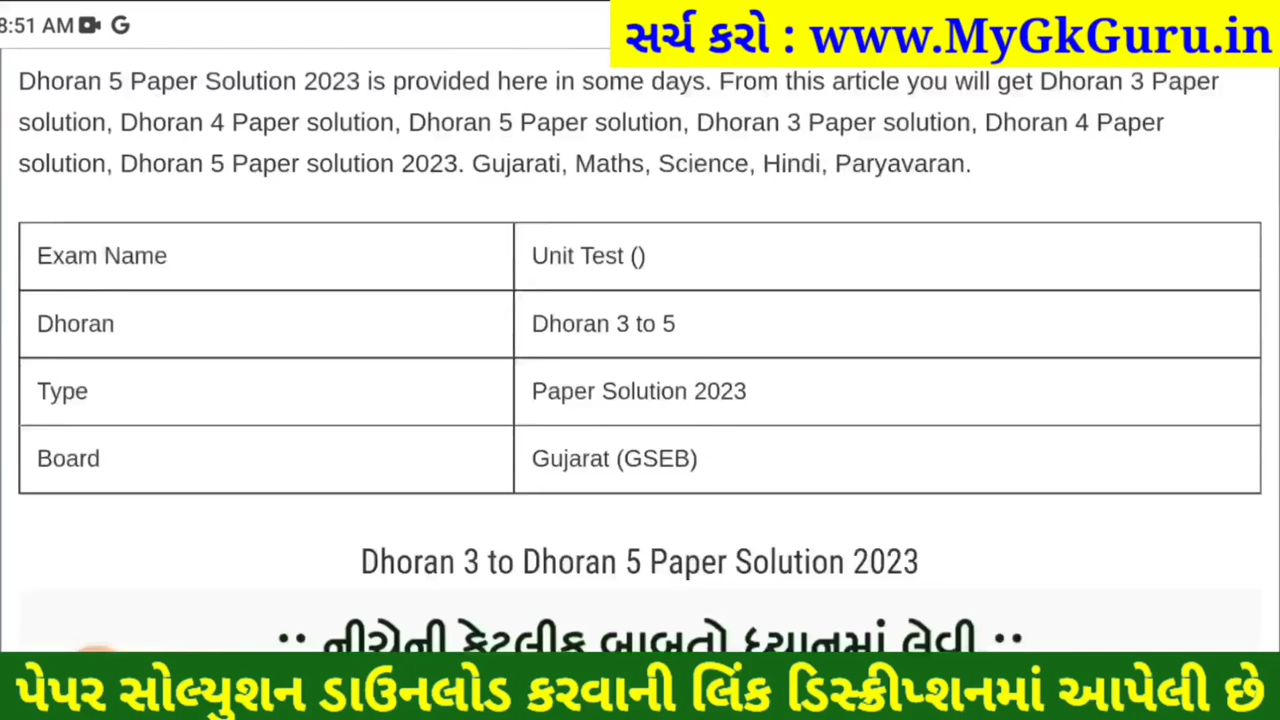 8:51 AM
સર્ચ કરો : www.MyGkGuru.in
Dhoran 5 Paper Solution 2023 is provided here in some days. From this article you will get Dhoran 3 Paper
solution, Dhoran 4 Paper solution, Dhoran 5 Paper solution, Dhoran 3 Paper solution, Dhoran 4 Paper
solution, Dhoran 5 Paper solution 2023. Gujarati, Maths, Science, Hindi, Paryavaran.
Exam Name Unit Test ()
Dhoran Dhoran 3 to 5
Type Paper Solution 2023
Board Gujarat (GSEB)
Dhoran 3 to Dhoran 5 Paper Solution 2023
·· નીચેની કેટલીક બાબતો ધ્યાનમાં લેવી ··
પેપર સોલ્યુશન ડાઉનલોડ કરવાની લિંક ડિસ્ક્રીપ્શનમાં આપેલી છે